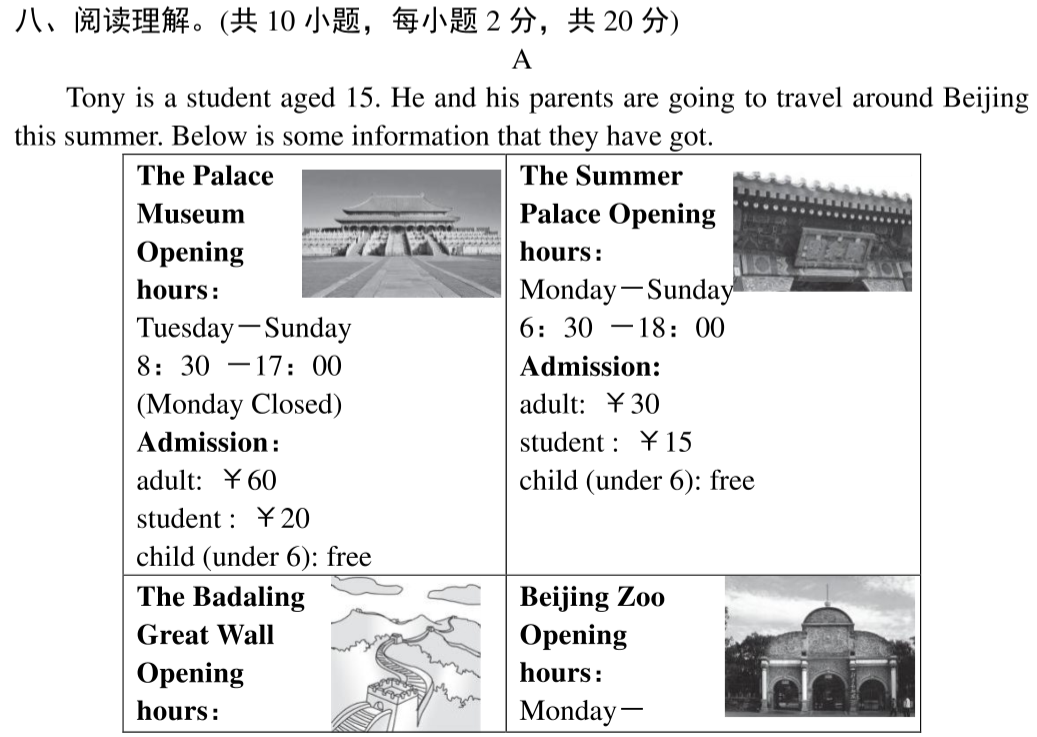 八、阅读理解。(共 10 小题，每小题 2 分，共 20 分)
A
Tony is a student aged 15. He and his parents are going to travel around Beijing
this summer. Below is some information that they have got.
The Palace
Museum
Opening
hours：
Tuesday－Sunday
8：30 －17：00
(Monday Closed)
Admission：
adult: ￥60
student： ￥20
child (under 6): free
The Summer
Palace Opening
hours：
Monday－Sunday
6：30 －18：00
Admission:
adult: ￥30
student： ￥15
child (under 6): free
The Badaling
Great Wall
Opening
hours：
Beijing Zoo
Opening
hours：
Monday－